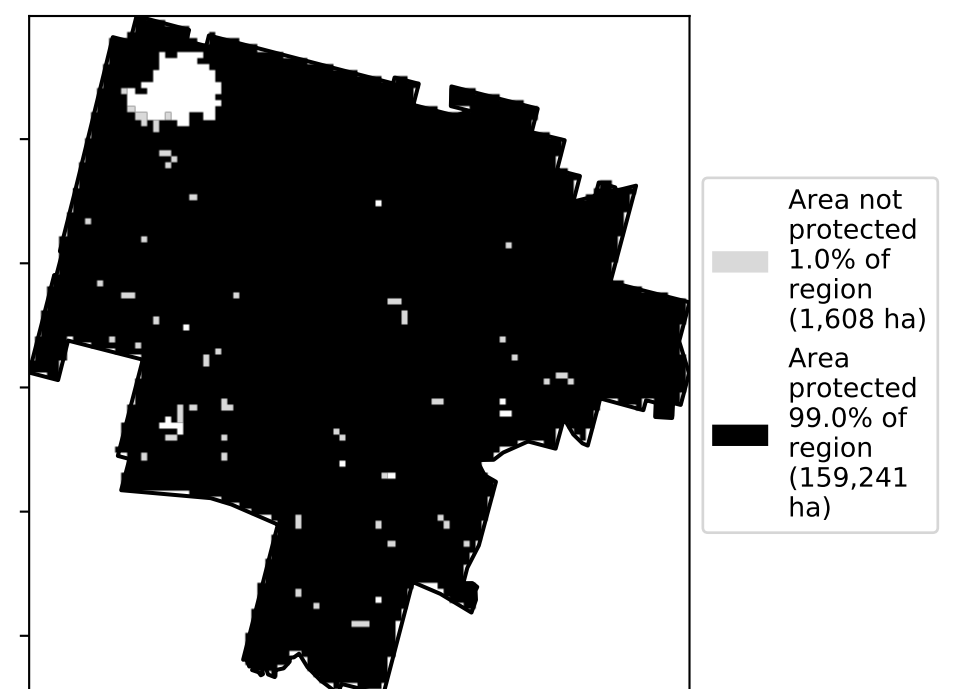 Area not
protected
1.0% of
region
(1,608 ha)
Area
protected
99.0% of
region
(159,241
ha)